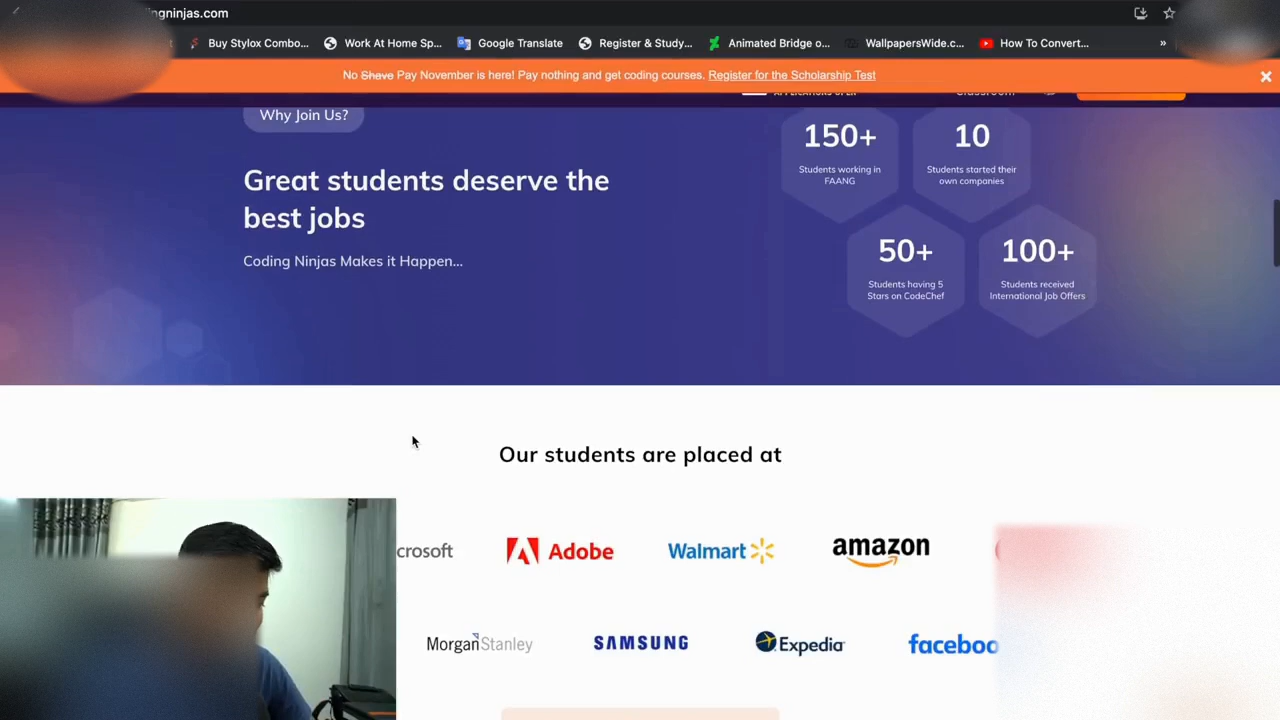 ingninjas.com
Buy Stylox Combo...
Work At Home Sp...
Google Translate
Register & Study...
Animated Bridge o...
WallpapersWide.c...
How To Convert...
»
No Shave Pay November is here! Pay nothing and get coding courses. Register for the Scholarship Test
Why Join Us?
Great students deserve the
best jobs
Coding Ninjas Makes it Happen...
150+
Students working in
FAANG
10
Students started their
own companies
50+
Students having 5
Stars on CodeChef
100+
Students received
International Job Offers
Our students are placed at
crosoft
Adobe
Walmart
amazon
Morgan Stanley
SAMSUNG
Expedia
faceboo